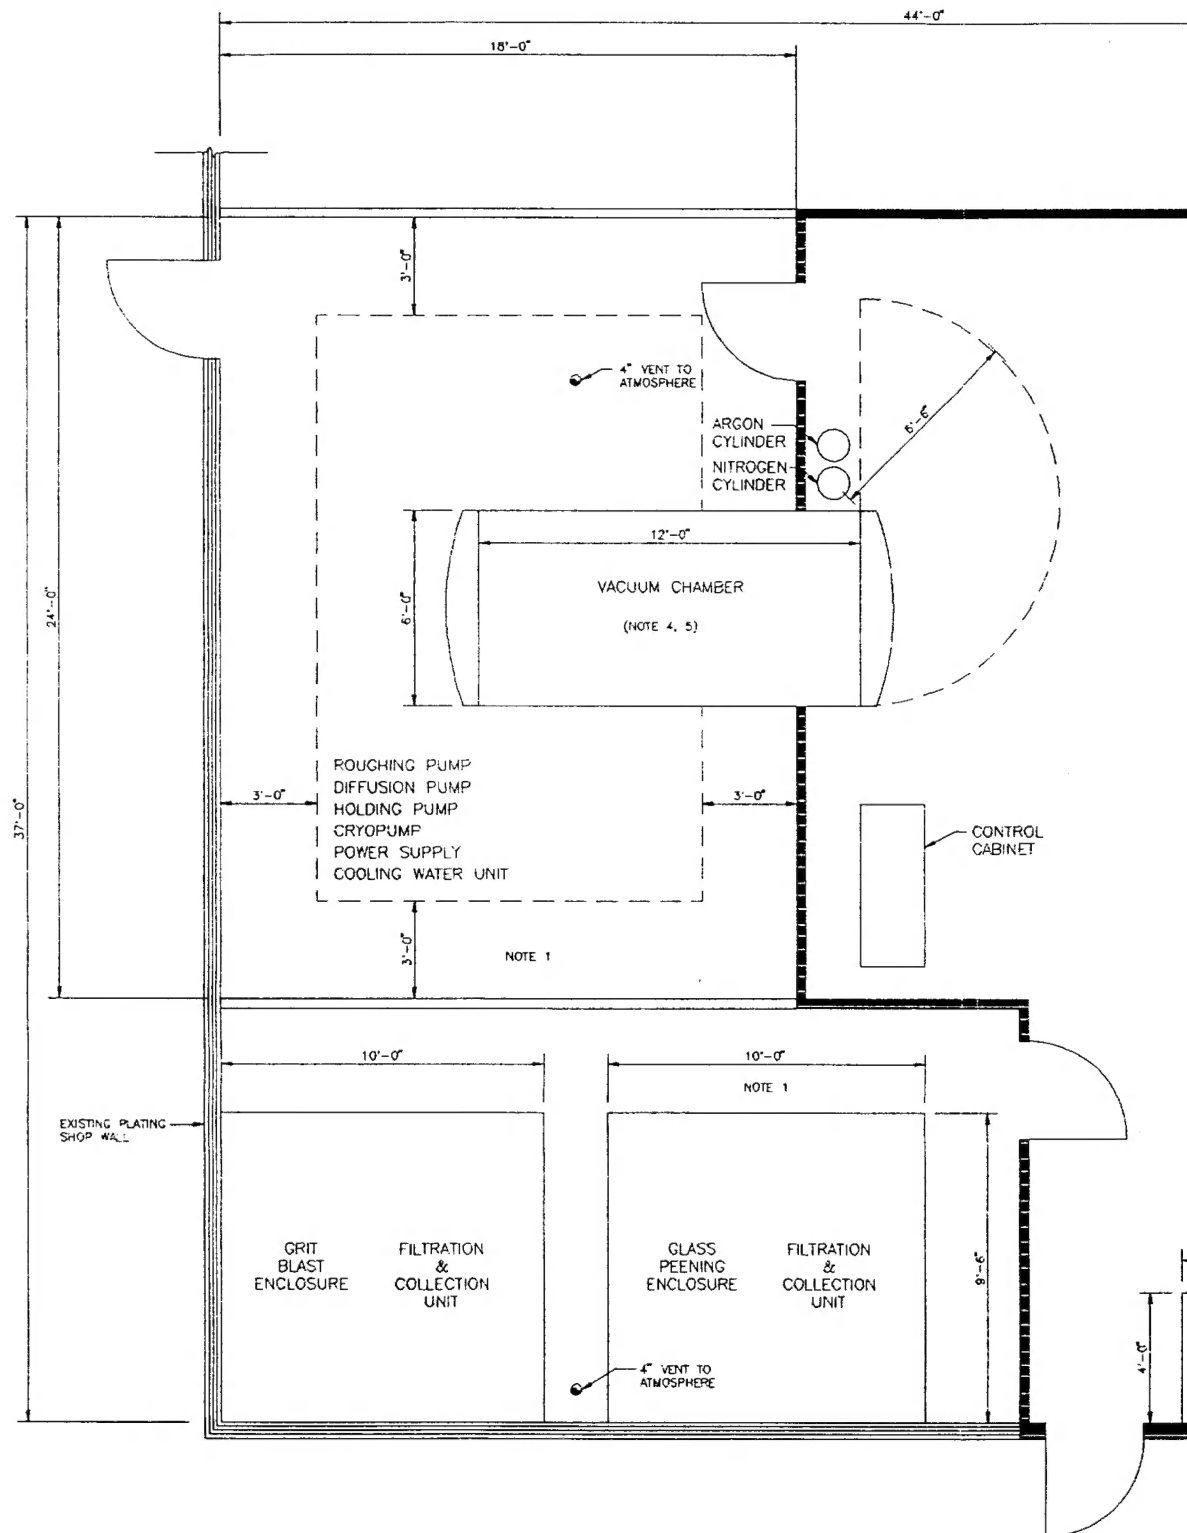 44'-0"
18'-0"
3'-0"
4" VENT TO
ATMOSPHERE
6'-6"
ARGON
CYLINDER
NITROGEN
CYLINDER
12'-0"
VACUUM CHAMBER
(NOTE 4, 5)
6'-0"
24'-0"
37'-0"
ROUGHING PUMP
DIFFUSION PUMP
HOLDING PUMP
CRYOPUMP
POWER SUPPLY
COOLING WATER UNIT
3'-0"
3'-0"
CONTROL
CABINET
3'-0"
NOTE 1
10'-0"
10'-0"
NOTE 1
EXISTING PLATING
SHOP WALL
GRIT
BLAST
ENCLOSURE
FILTRATION
&
COLLECTION
UNIT
GLASS
PEENING
ENCLOSURE
FILTRATION
&
COLLECTION
UNIT
9'-6"
4'-0"
4" VENT TO
ATMOSPHERE